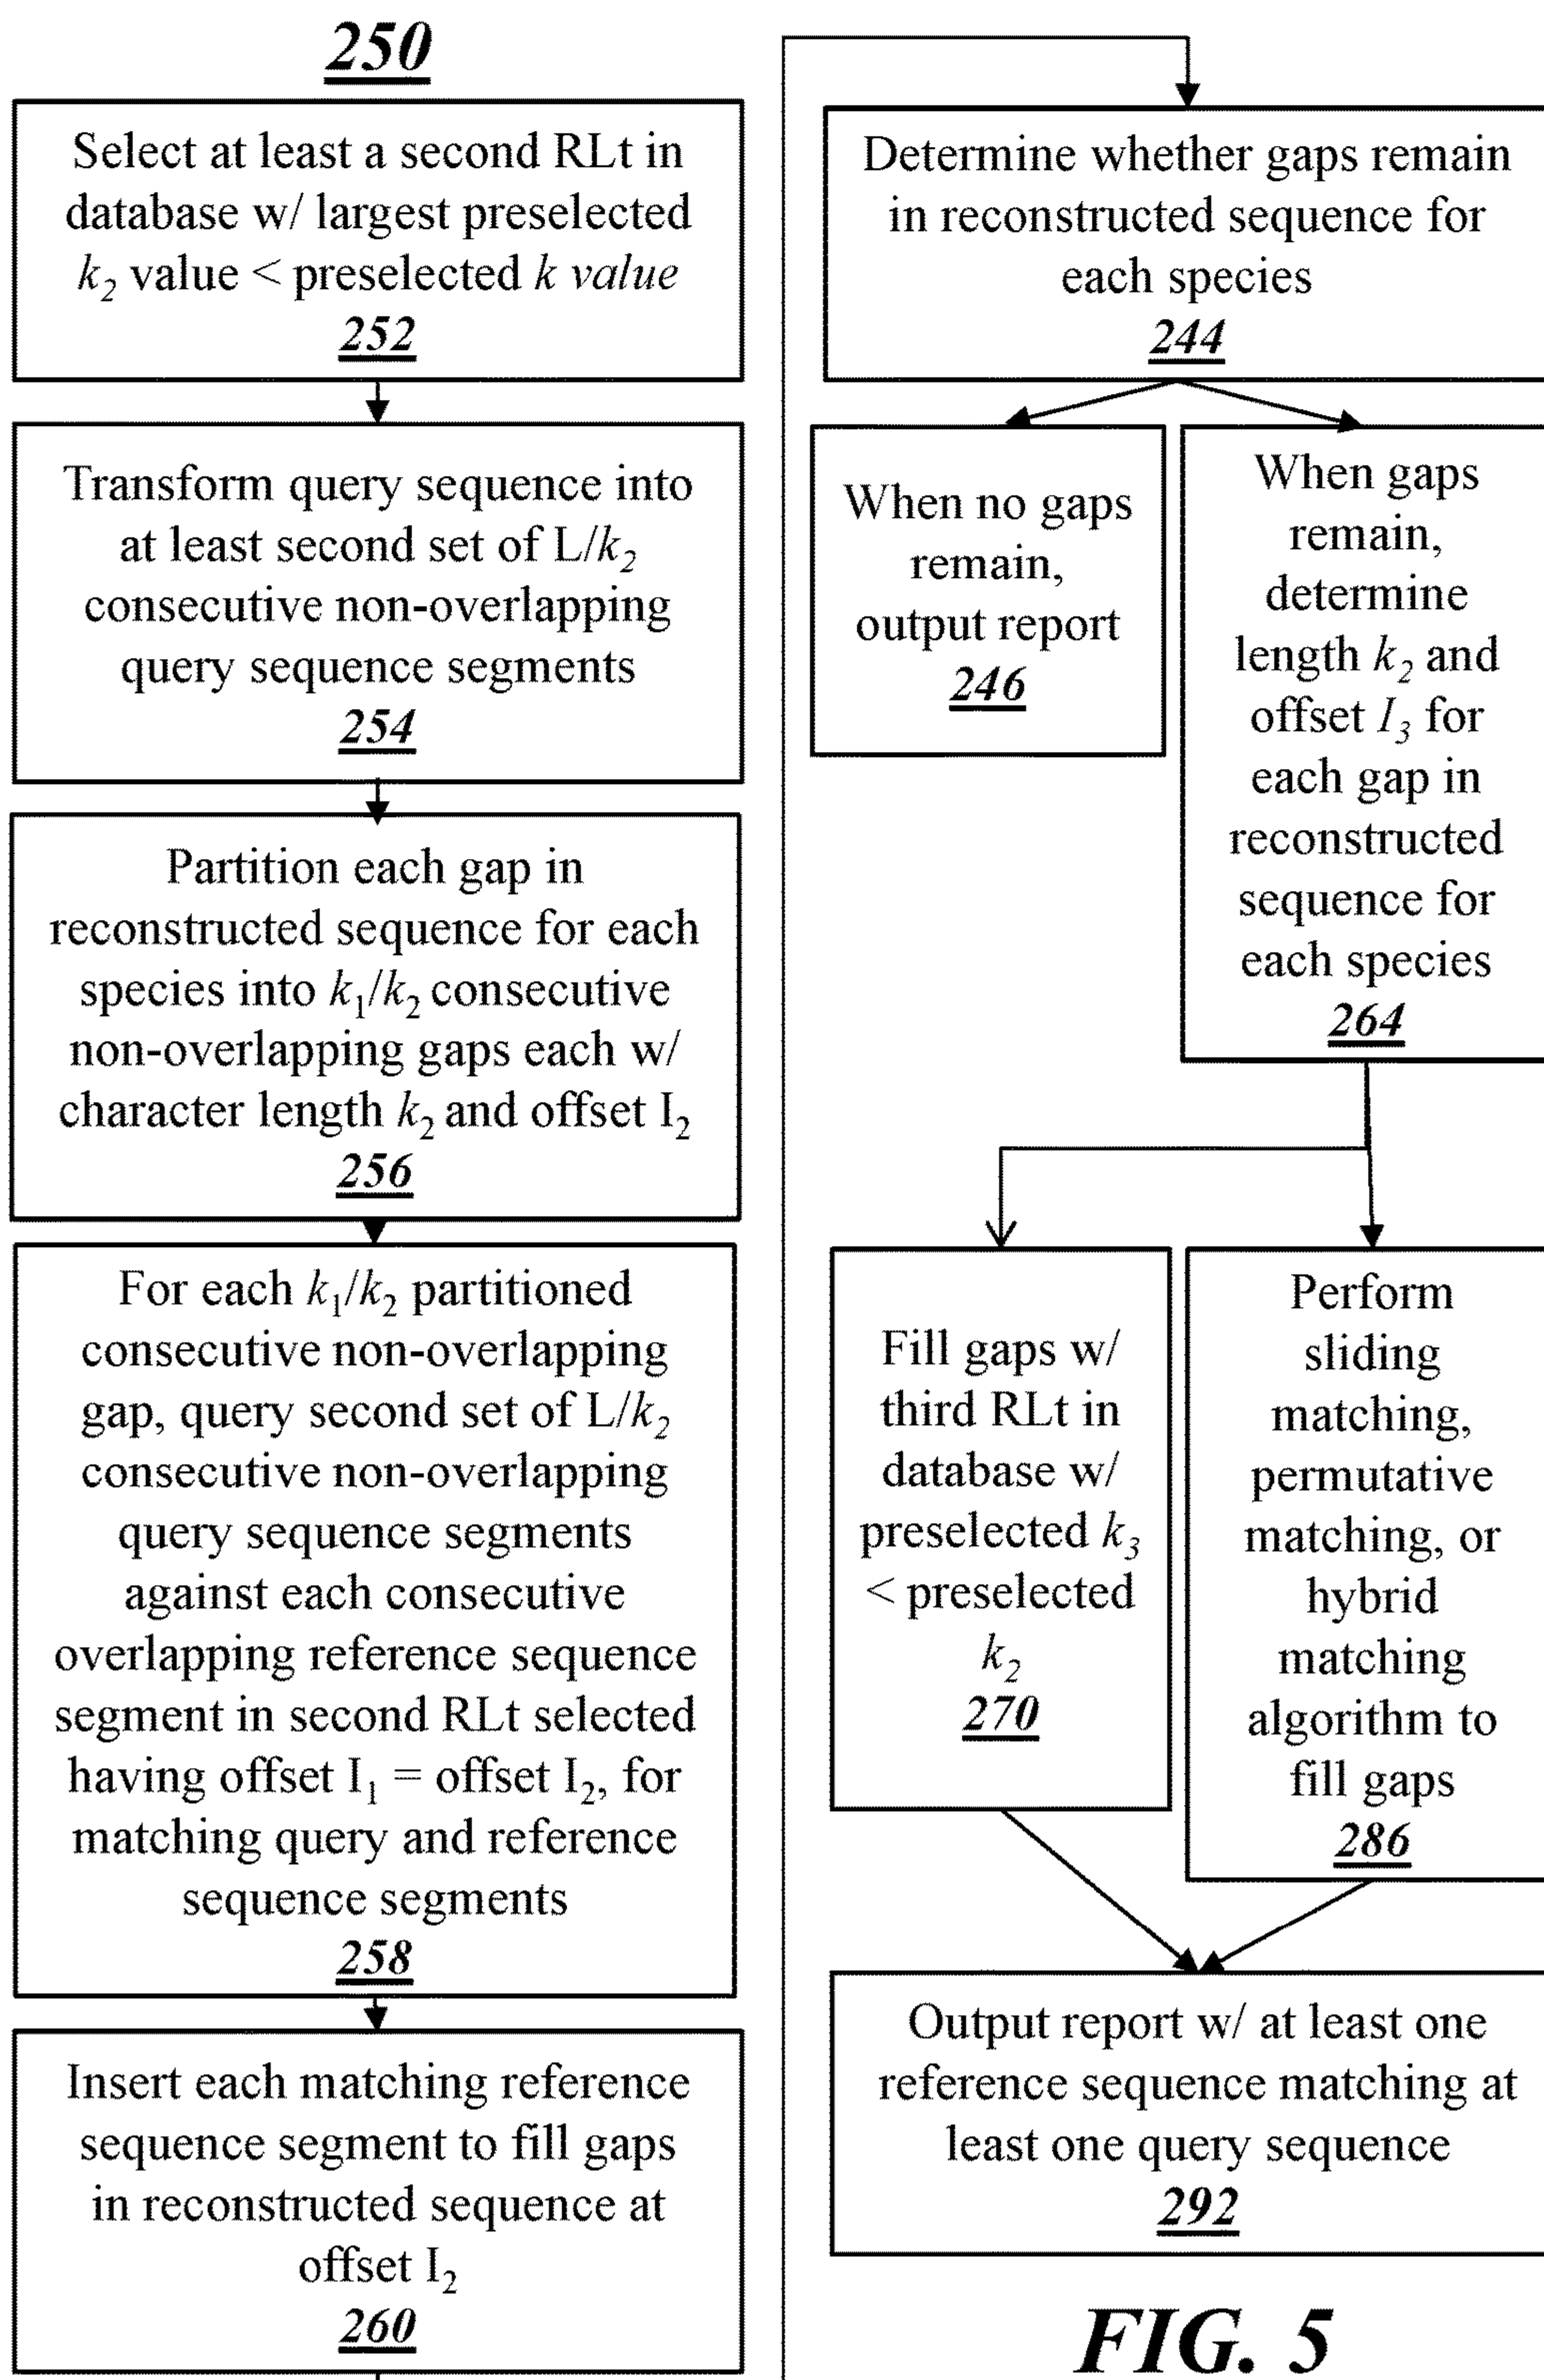 250
Select at least a second RLt in
database w/ largest preselected
k₂ value < preselected k value
252
Transform query sequence into
at least second set of L/k₂
consecutive non-overlapping
query sequence segments
254
Partition each gap in
reconstructed sequence for each
species into k₁/k₂ consecutive
non-overlapping gaps each w/
character length k₂ and offset I₂
256
For each k₁/k₂ partitioned
consecutive non-overlapping
gap, query second set of L/k₂
consecutive non-overlapping
query sequence segments
against each consecutive
overlapping reference sequence
segment in second RLt selected
having offset I₁ = offset I₂, for
matching query and reference
sequence segments
258
Insert each matching reference
sequence segment to fill gaps
in reconstructed sequence at
offset I₂
260
Determine whether gaps remain
in reconstructed sequence for
each species
244
When no gaps
remain,
output report
246
When gaps
remain,
determine
length k₂ and
offset I₃ for
each gap in
reconstructed
sequence for
each species
264
Fill gaps w/
third RLt in
database w/
preselected k₃
< preselected
k₂
270
Perform
sliding
matching,
permutative
matching, or
hybrid
matching
algorithm to
fill gaps
286
Output report w/ at least one
reference sequence matching at
least one query sequence
292
FIG. 5